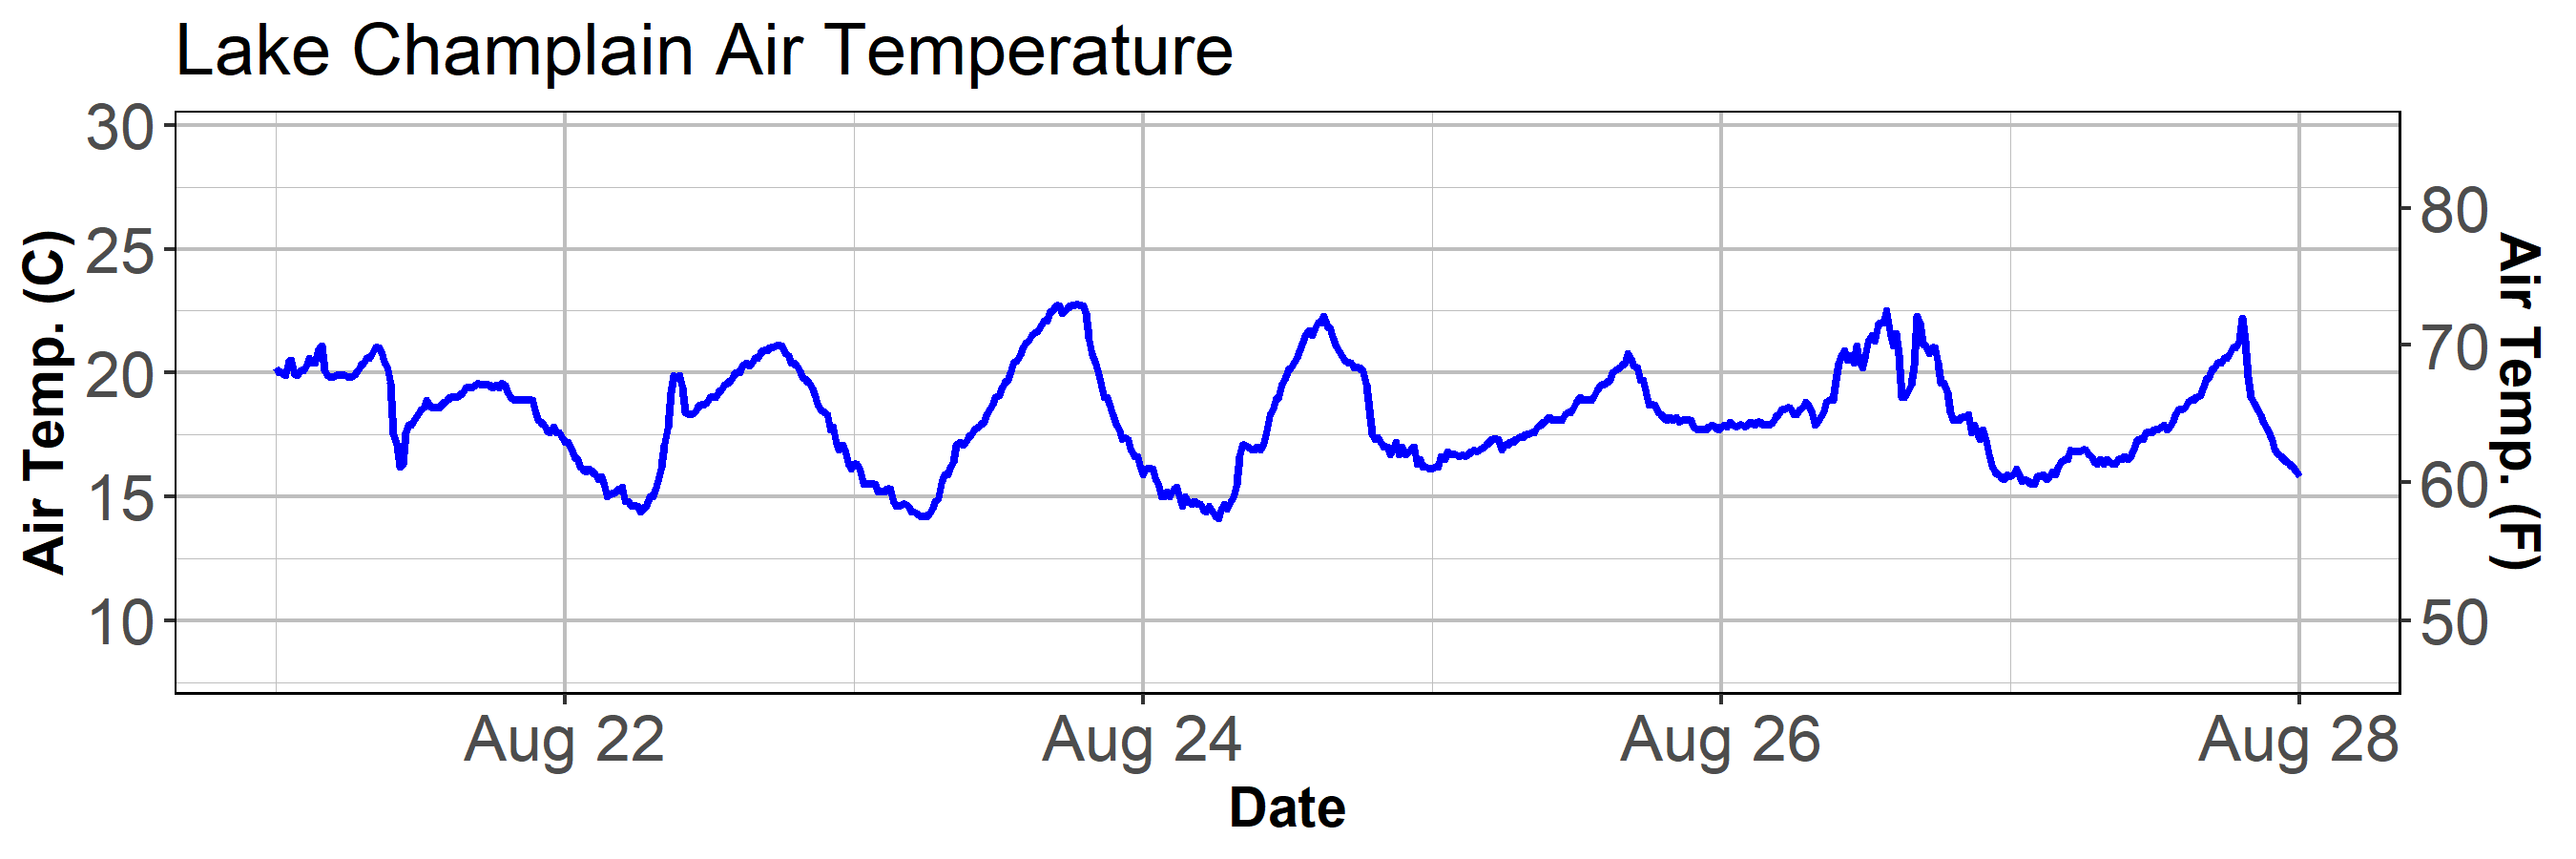 Lake Champlain Air Temperature
Air Temp. (C)
30
25
20
15
10
80
70
60
50
Air Temp. (F)
Aug 22 Aug 24 Aug 26 Aug 28
Date